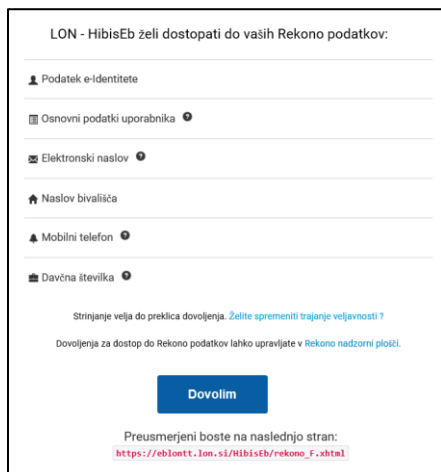 LON - HibisEb želi dostopati do vaših Rekono podatkov:
Podatek e-Identitete
Osnovni podatki uporabnika ?
Elektronski naslov ?
Naslov bivališča
Mobilni telefon ?
Davčna številka ?
Strinjanje velja do preklica dovoljenja. Želite spremeniti trajanje veljavnosti ?
Dovoljenja za dostop do Rekono podatkov lahko upravljate v Rekono nadzorni plošči.
Dovolim
Preusmerjeni boste na naslednjo stran:
https://eblontt.lon.si/HibisEb/rekono_F.xhtml